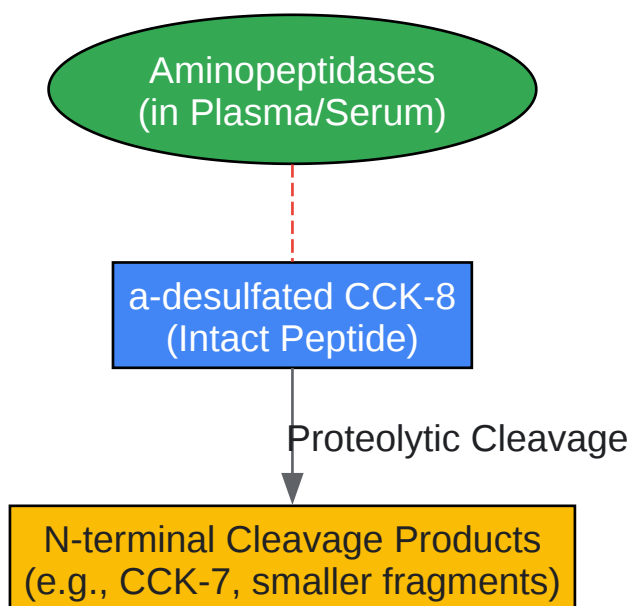 Aminopeptidases
(in Plasma/Serum)
a-desulfated CCK-8
(Intact Peptide)
Proteolytic Cleavage
N-terminal Cleavage Products
(e.g., CCK-7, smaller fragments)